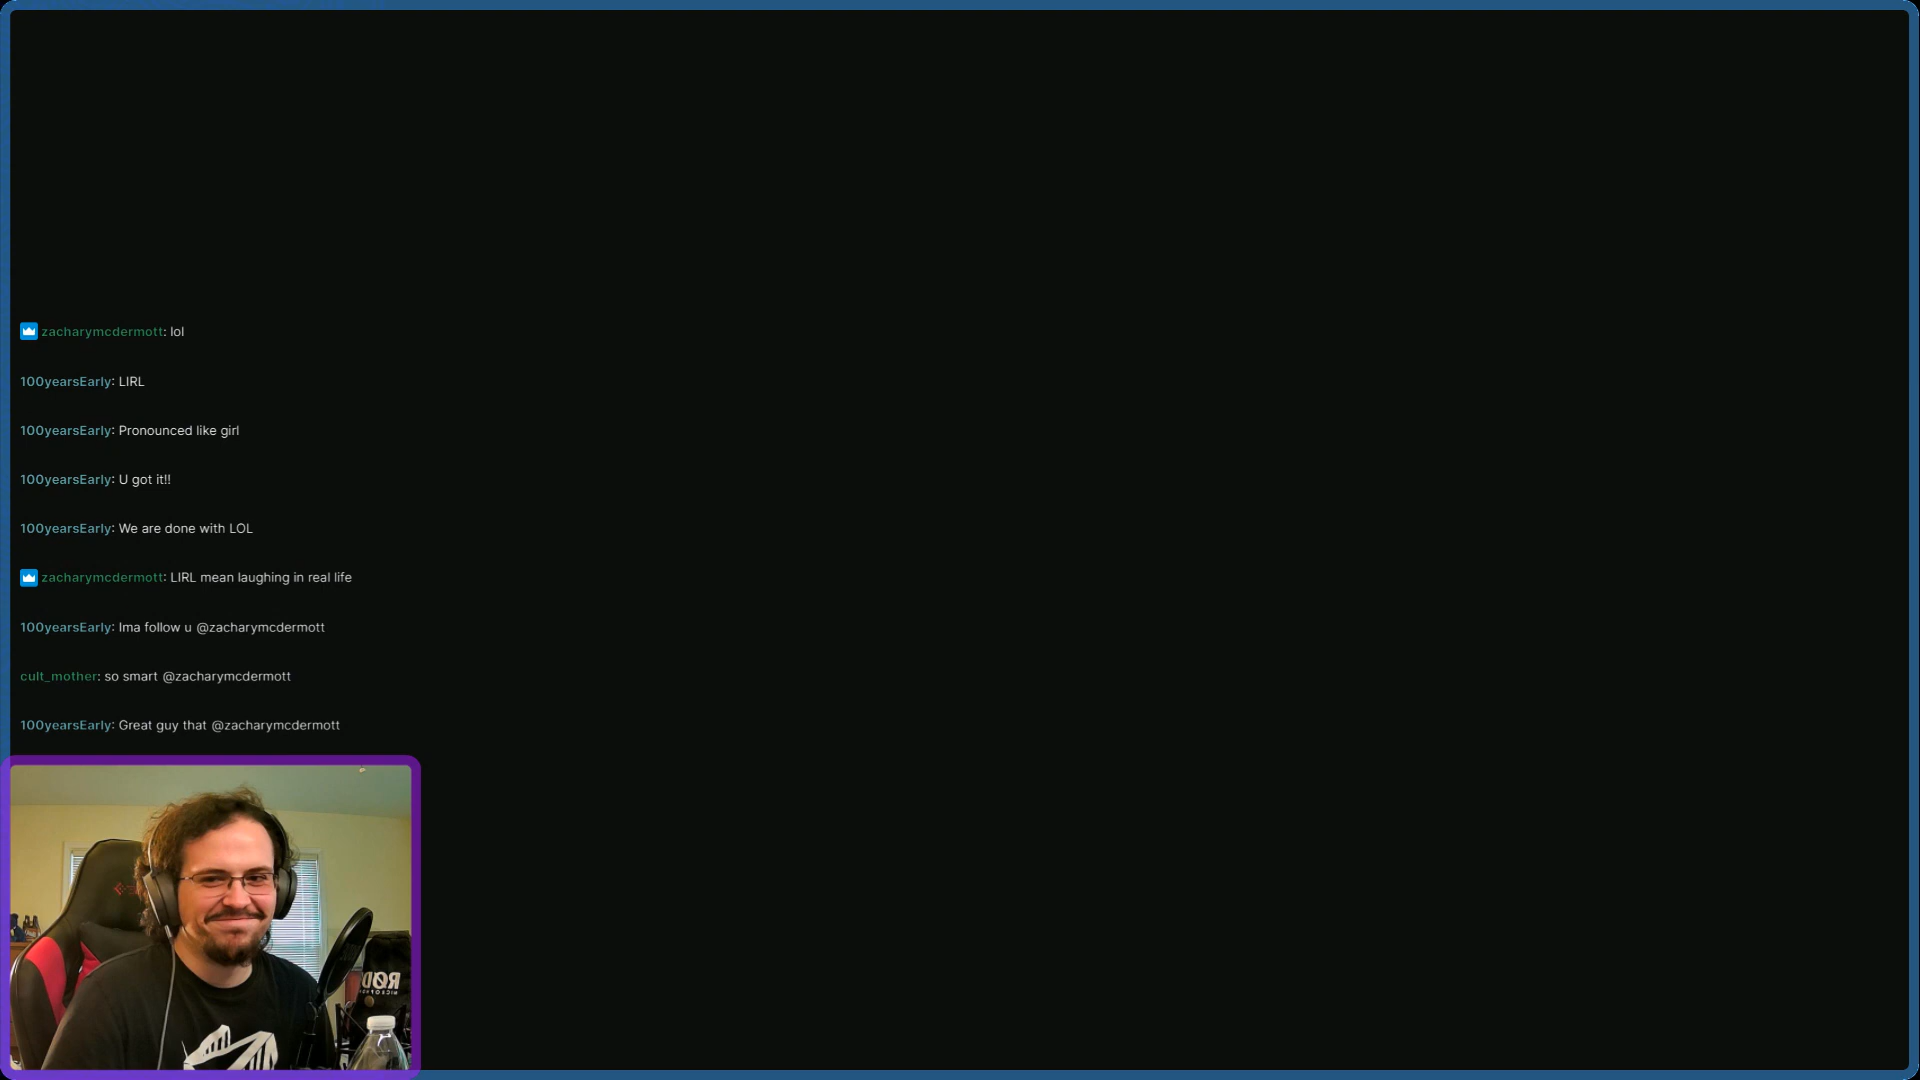 zacharymcdermott: lol
100yearsEarly: LIRL
100yearsEarly: Pronounced like girl
100yearsEarly: U got it!!
100yearsEarly: We are done with LOL
zacharymcdermott: LIRL mean laughing in real life
100yearsEarly: Ima follow u @zacharymcdermott
cult_mother: so smart @zacharymcdermott
100yearsEarly: Great guy that @zacharymcdermott